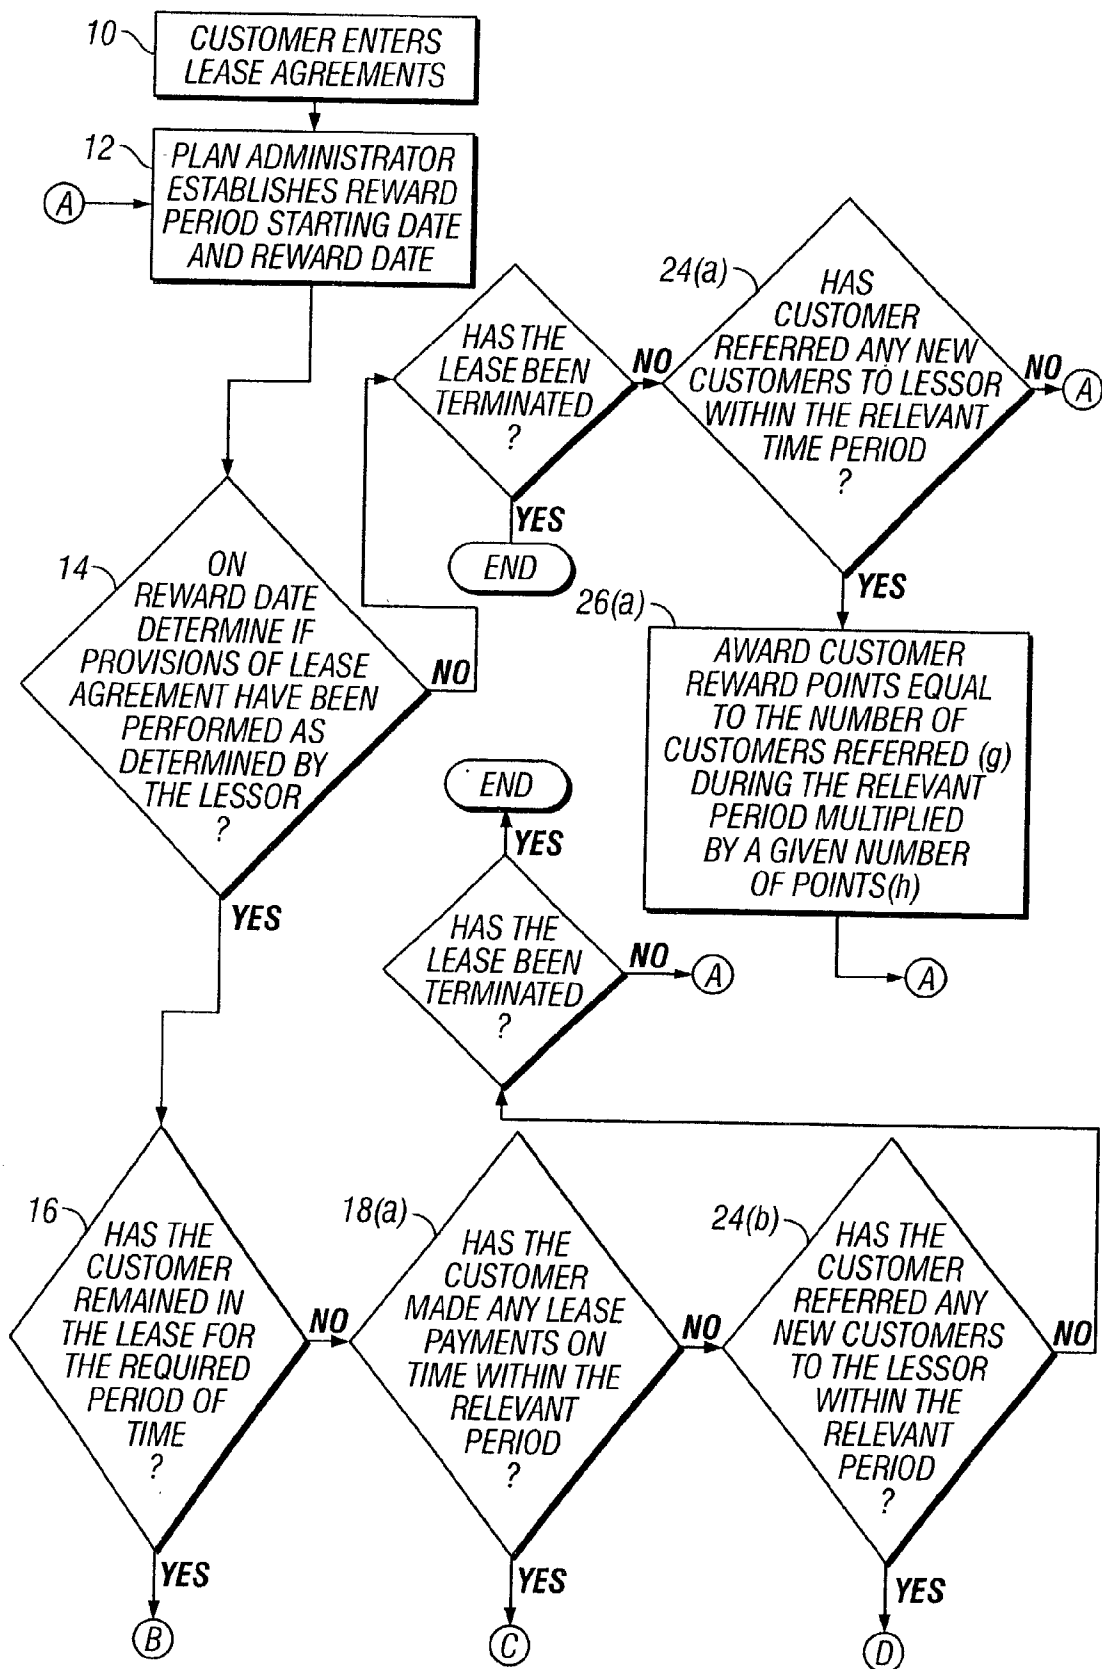 10
CUSTOMER ENTERS
LEASE AGREEMENTS
12
PLAN ADMINISTRATOR
ESTABLISHES REWARD
PERIOD STARTING DATE
AND REWARD DATE
A
HAS THE
LEASE BEEN
TERMINATED
?
NO
YES
END
24(a)
HAS
CUSTOMER
REFERRED ANY NEW
CUSTOMERS TO LESSOR
WITHIN THE RELEVANT
TIME PERIOD
?
NO
A
YES
14
ON
REWARD DATE
DETERMINE IF
PROVISIONS OF LEASE
AGREEMENT HAVE BEEN
PERFORMED AS
DETERMINED BY
THE LESSOR
?
NO
YES
26(a)
AWARD CUSTOMER
REWARD POINTS EQUAL
TO THE NUMBER OF
CUSTOMERS REFERRED (g)
DURING THE RELEVANT
PERIOD MULTIPLIED
BY A GIVEN NUMBER
OF POINTS(h)
A
END
YES
HAS THE
LEASE BEEN
TERMINATED
?
NO
A
16
HAS THE
CUSTOMER
REMAINED IN
THE LEASE FOR
THE REQUIRED
PERIOD OF
TIME
?
NO
YES
B
18(a)
HAS THE
CUSTOMER
MADE ANY LEASE
PAYMENTS ON
TIME WITHIN THE
RELEVANT
PERIOD
?
NO
YES
C
24(b)
HAS THE
CUSTOMER
REFERRED ANY
NEW CUSTOMERS
TO THE LESSOR
WITHIN THE
RELEVANT
PERIOD
?
NO
YES
D